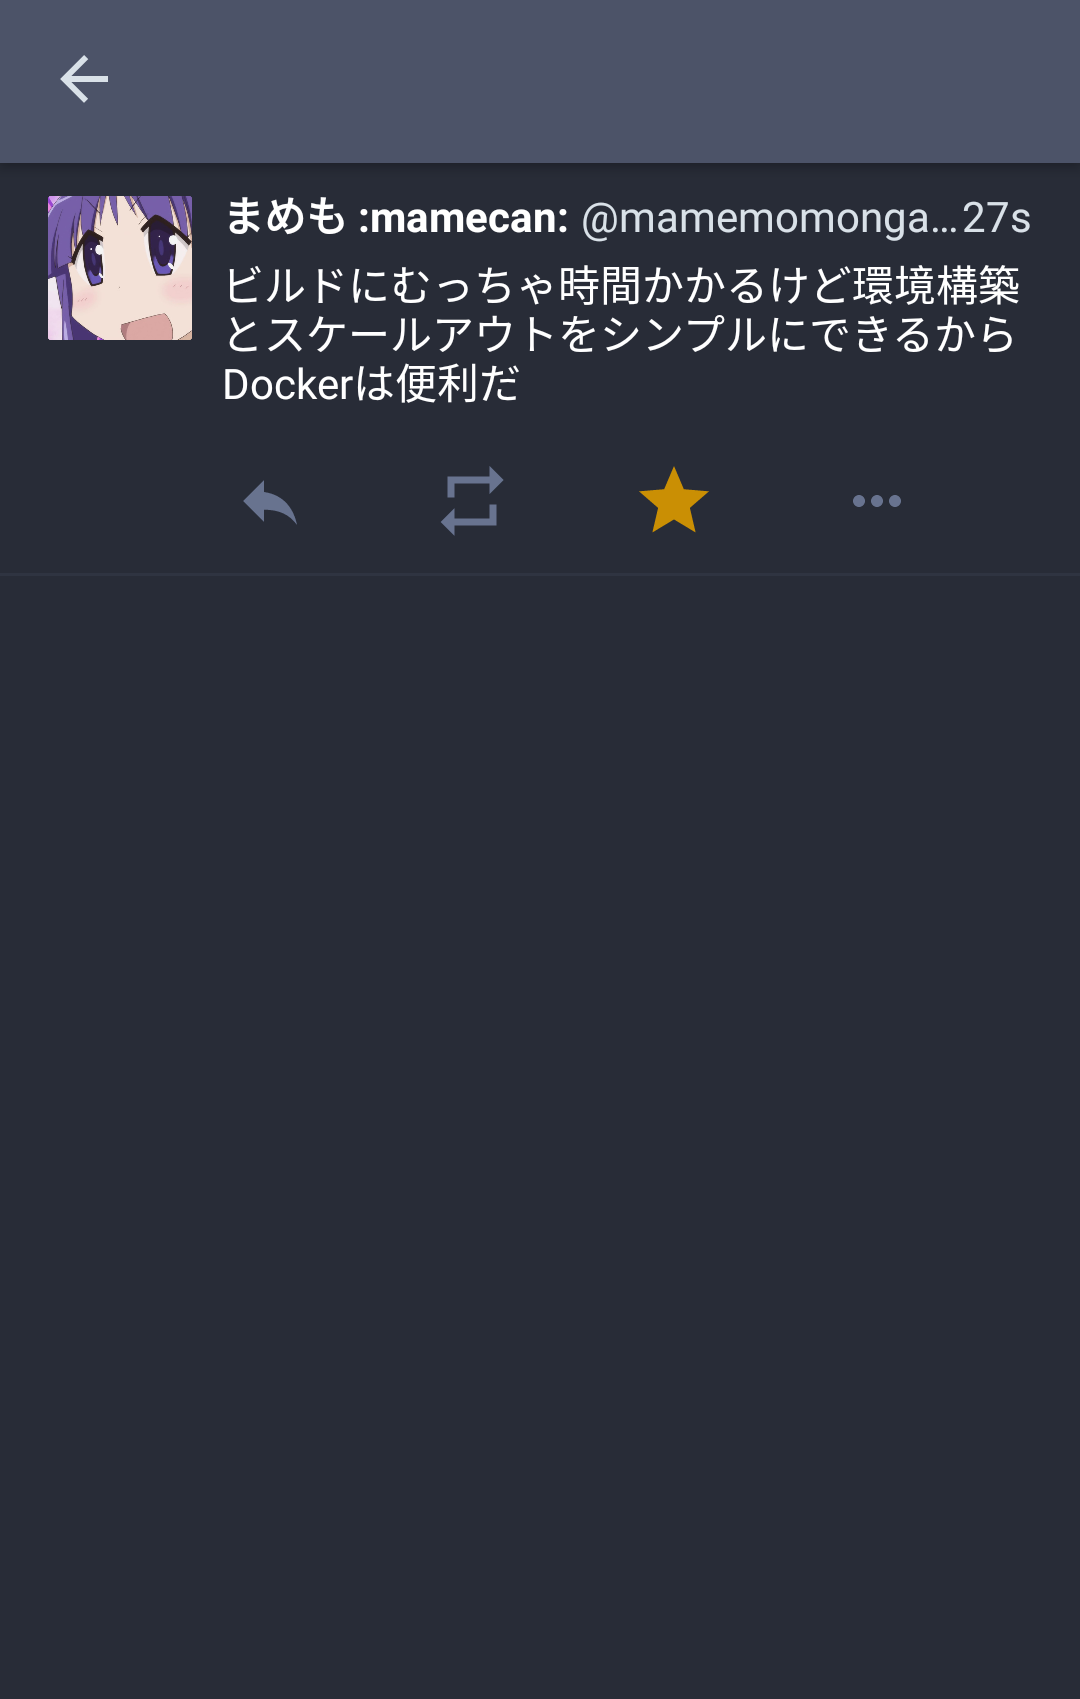 まめも :mamecan: @mamemomonga…27s
ビルドにむっちゃ時間かかるけど環境構築
とスケールアウトをシンプルにできるから
Dockerは便利だ